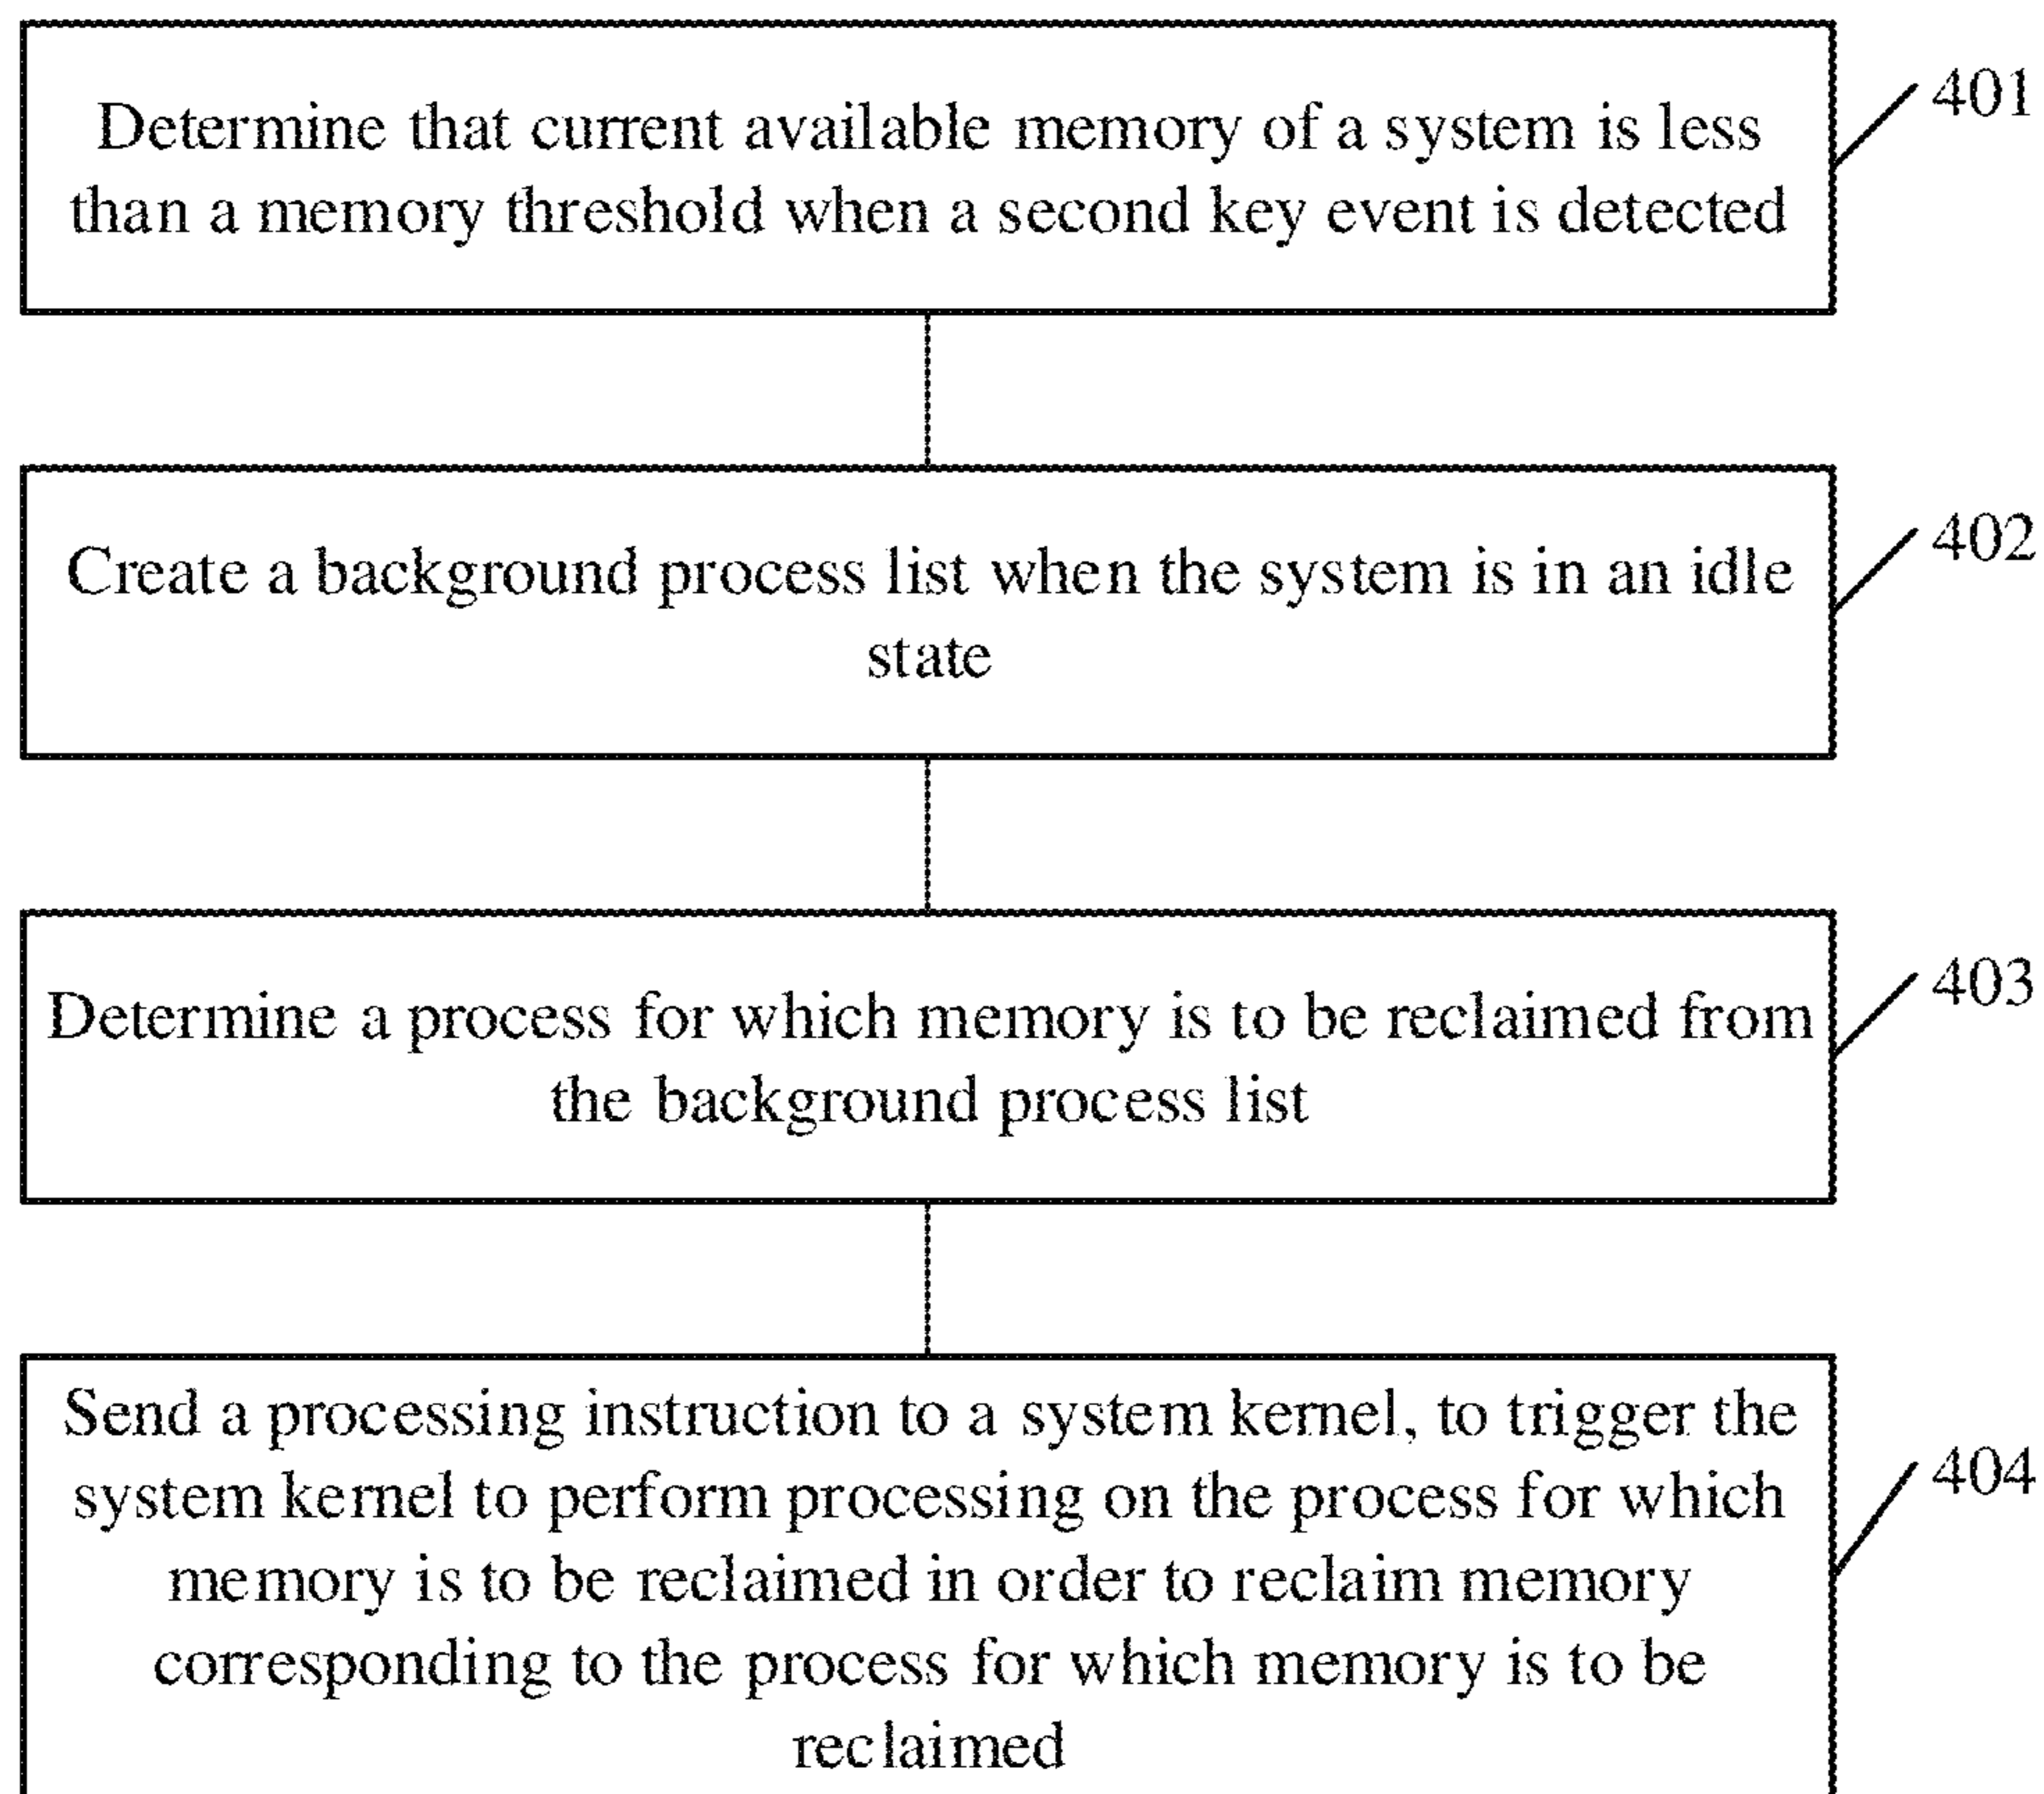 Determine that current available memory of a system is less
than a memory threshold when a second key event is detected
401
Create a background process list when the system is in an idle
state
402
Determine a process for which memory is to be reclaimed from
the background process list
403
Send a processing instruction to a system kernel, to trigger the
system kernel to perform processing on the process for which
memory is to be reclaimed in order to reclaim memory
corresponding to the process for which memory is to be
reclaimed
404